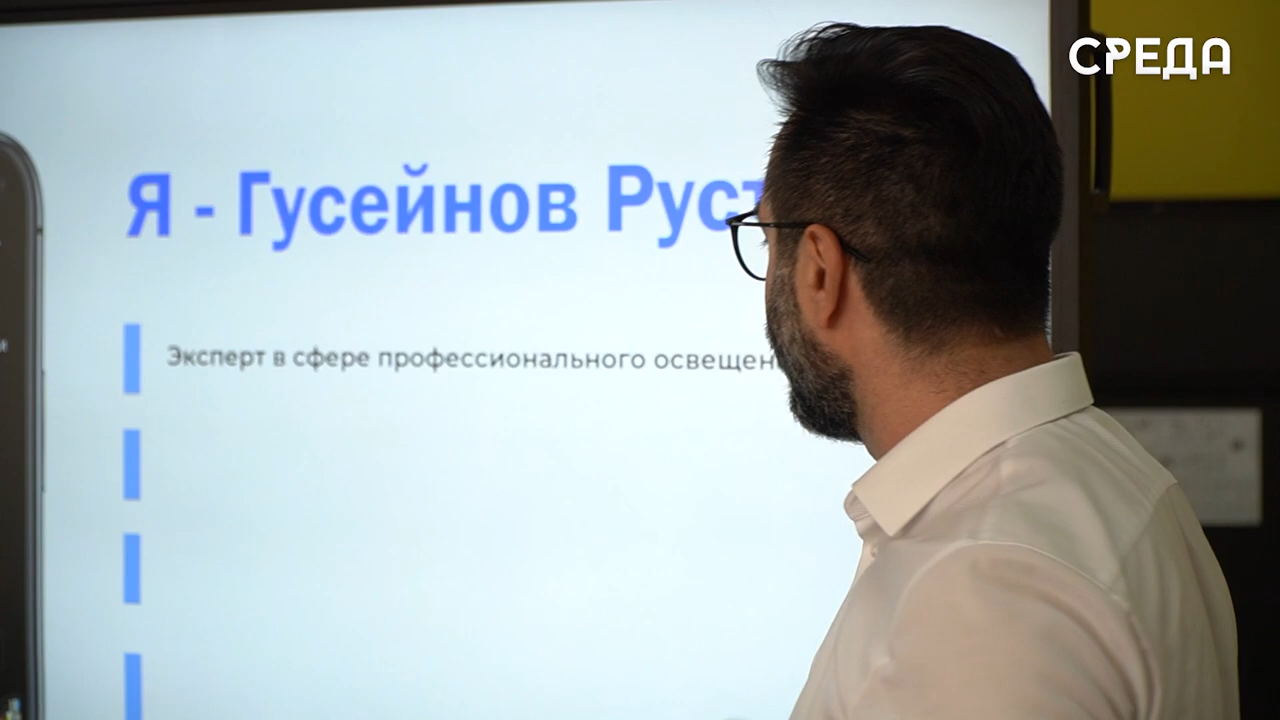 СРЕДА
Я - Гусейнов Руст
Эксперт в сфере профессионального освещен